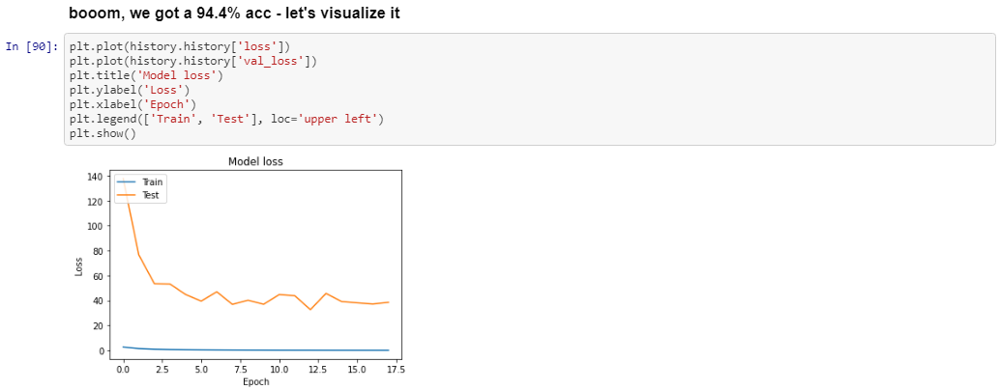 booom, we got a 94.4% acc - let's visualize it
In [90]:
plt.plot(history.history['loss'])
plt.plot(history.history['val_loss'])
plt.title('Model loss')
plt.ylabel('Loss')
plt.xlabel('Epoch')
plt.legend(['Train', 'Test'], loc='upper left')
plt.show()
Model loss
Train
Test
140
120
100
80
60
40
20
0
Loss
0.0 2.5 5.0 7.5 10.0 12.5 15.0 17.5
Epoch